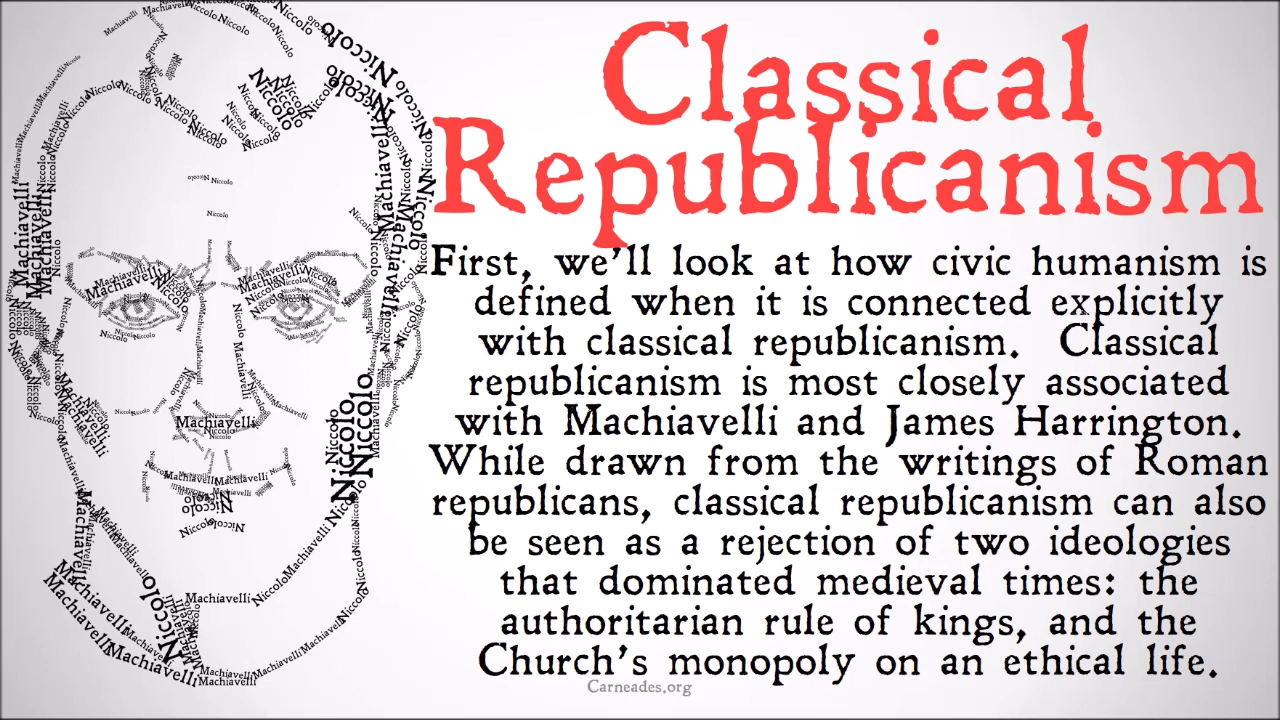 Classical
Republicanism
First, we'll look at how civic humanism is
defined when it is connected explicitly
with classical republicanism.  Classical
republicanism is most closely associated
with Machiavelli and James Harrington.
While drawn from the writings of Roman
republicans, classical republicanism can also
be seen as a rejection of two ideologies
that dominated medieval times: the
authoritarian rule of kings, and the
Church's monopoly on an ethical life.
Carneades.org
Niccolo
Machiavelli